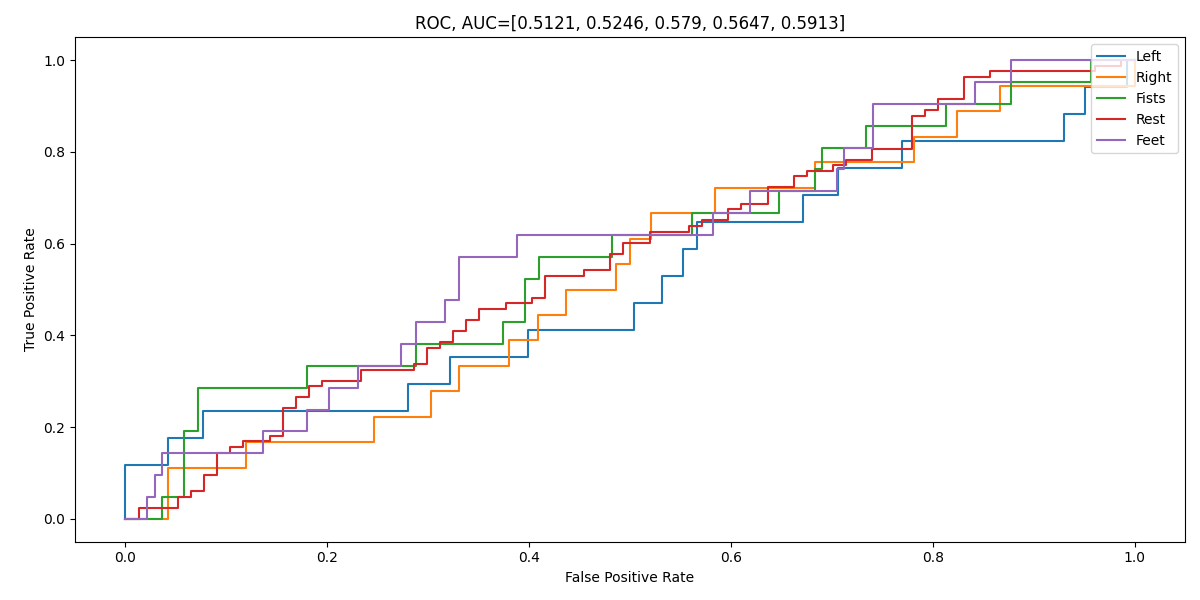 ROC, AUC=[0.5121, 0.5246, 0.579, 0.5647, 0.5913]
Left
Right
Fists
Rest
Feet
True Positive Rate
1.0
0.8
0.6
0.4
0.2
0.0
0.0 0.2 0.4 0.6 0.8 1.0
False Positive Rate